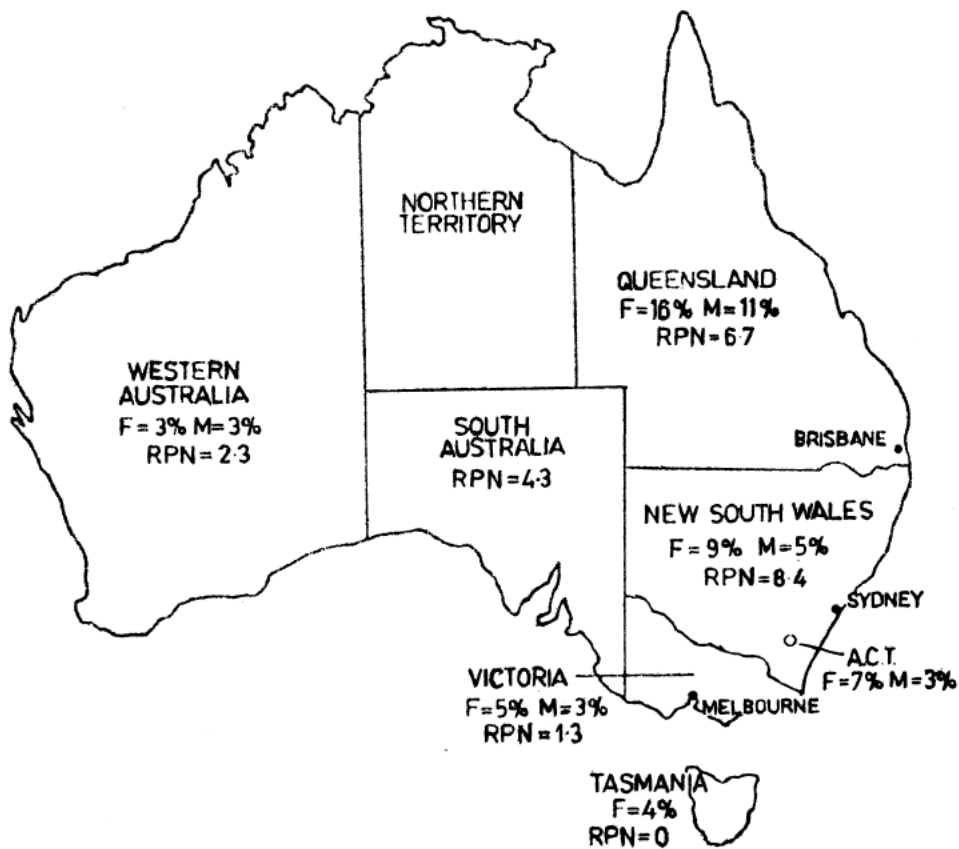 NORTHERN
TERRITORY
QUEENSLAND
F=16% M=11%
RPN=6·7
WESTERN
AUSTRALIA
F=3% M=3%
RPN=2·3
SOUTH
AUSTRALIA
RPN=4·3
BRISBANE
NEW SOUTH WALES
F=9% M=5%
RPN=8·4
SYDNEY
A.C.T.
F=7% M=3%
VICTORIA
F=5% M=3%
RPN=1·3
MELBOURNE
TASMANIA
F=4%
RPN=0